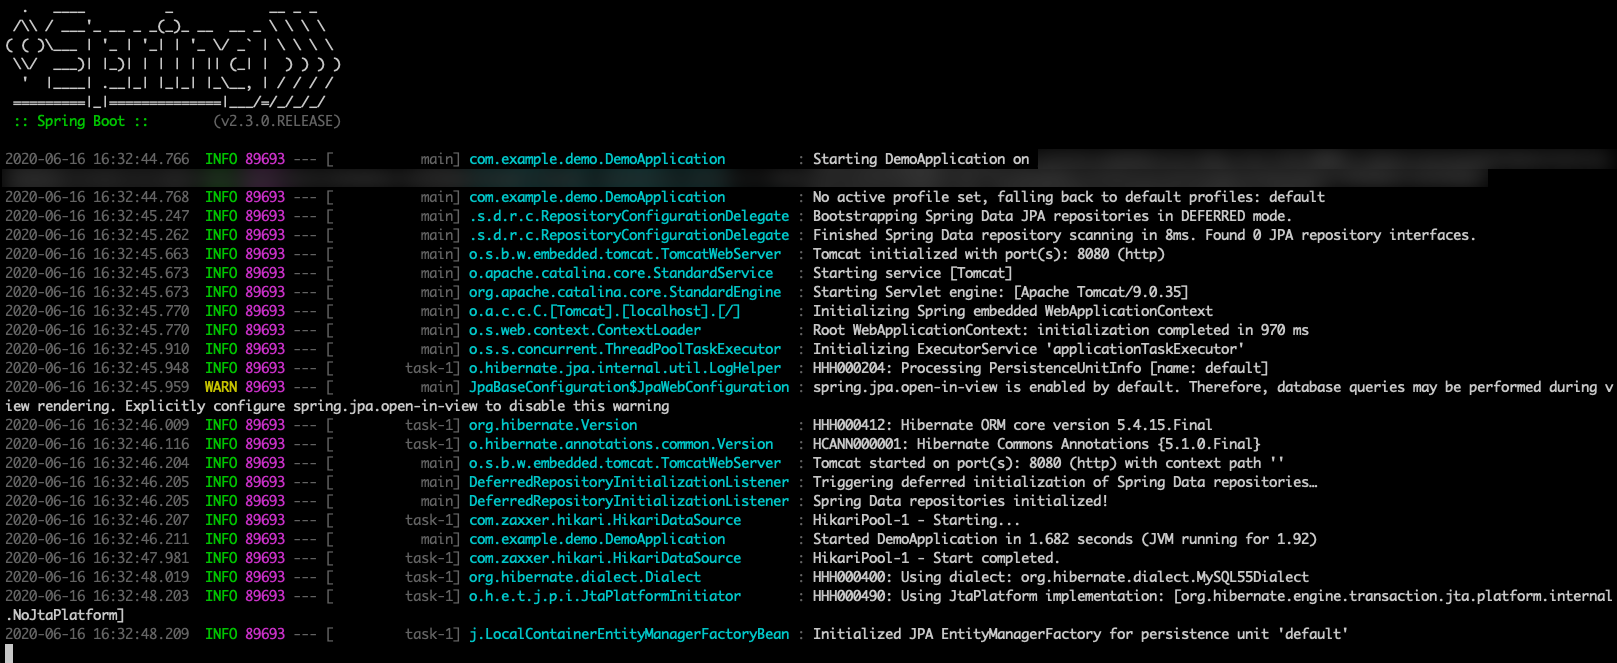 .   ____          _            __ _ _
 /\\ / ___'_ __ _ _(_)_ __  __ _ \ \ \ \
( ( )\___ | '_ | '_| | '_ \/ _` | \ \ \ \
 \\/  ___)| |_)| | | | | || (_| |  ) ) ) )
  '  |____| .__|_| |_|_| |_\__, | / / / /
 =========|_|==============|___/=/_/_/_/
 :: Spring Boot ::        (v2.3.0.RELEASE)
2020-06-16 16:32:44.766  INFO 89693 --- [           main] com.example.demo.DemoApplication         : Starting DemoApplication on
2020-06-16 16:32:44.768  INFO 89693 --- [           main] com.example.demo.DemoApplication         : No active profile set, falling back to default profiles: default
2020-06-16 16:32:45.247  INFO 89693 --- [           main] .s.d.r.c.RepositoryConfigurationDelegate : Bootstrapping Spring Data JPA repositories in DEFERRED mode.
2020-06-16 16:32:45.262  INFO 89693 --- [           main] .s.d.r.c.RepositoryConfigurationDelegate : Finished Spring Data repository scanning in 8ms. Found 0 JPA repository interfaces.
2020-06-16 16:32:45.663  INFO 89693 --- [           main] o.s.b.w.embedded.tomcat.TomcatWebServer  : Tomcat initialized with port(s): 8080 (http)
2020-06-16 16:32:45.673  INFO 89693 --- [           main] o.apache.catalina.core.StandardService   : Starting service [Tomcat]
2020-06-16 16:32:45.673  INFO 89693 --- [           main] org.apache.catalina.core.StandardEngine  : Starting Servlet engine: [Apache Tomcat/9.0.35]
2020-06-16 16:32:45.770  INFO 89693 --- [           main] o.a.c.c.C.[Tomcat].[localhost].[/]       : Initializing Spring embedded WebApplicationContext
2020-06-16 16:32:45.770  INFO 89693 --- [           main] o.s.web.context.ContextLoader            : Root WebApplicationContext: initialization completed in 970 ms
2020-06-16 16:32:45.910  INFO 89693 --- [           main] o.s.s.concurrent.ThreadPoolTaskExecutor  : Initializing ExecutorService 'applicationTaskExecutor'
2020-06-16 16:32:45.948  INFO 89693 --- [         task-1] o.hibernate.jpa.internal.util.LogHelper  : HHH000204: Processing PersistenceUnitInfo [name: default]
2020-06-16 16:32:45.959  WARN 89693 --- [           main] JpaBaseConfiguration$JpaWebConfiguration : spring.jpa.open-in-view is enabled by default. Therefore, database queries may be performed during v
iew rendering. Explicitly configure spring.jpa.open-in-view to disable this warning
2020-06-16 16:32:46.009  INFO 89693 --- [         task-1] org.hibernate.Version                    : HHH000412: Hibernate ORM core version 5.4.15.Final
2020-06-16 16:32:46.116  INFO 89693 --- [         task-1] o.hibernate.annotations.common.Version   : HCANN000001: Hibernate Commons Annotations {5.1.0.Final}
2020-06-16 16:32:46.204  INFO 89693 --- [           main] o.s.b.w.embedded.tomcat.TomcatWebServer  : Tomcat started on port(s): 8080 (http) with context path ''
2020-06-16 16:32:46.205  INFO 89693 --- [           main] DeferredRepositoryInitializationListener : Triggering deferred initialization of Spring Data repositories…
2020-06-16 16:32:46.205  INFO 89693 --- [           main] DeferredRepositoryInitializationListener : Spring Data repositories initialized!
2020-06-16 16:32:46.207  INFO 89693 --- [         task-1] com.zaxxer.hikari.HikariDataSource       : HikariPool-1 - Starting...
2020-06-16 16:32:46.211  INFO 89693 --- [           main] com.example.demo.DemoApplication         : Started DemoApplication in 1.682 seconds (JVM running for 1.92)
2020-06-16 16:32:47.981  INFO 89693 --- [         task-1] com.zaxxer.hikari.HikariDataSource       : HikariPool-1 - Start completed.
2020-06-16 16:32:48.019  INFO 89693 --- [         task-1] org.hibernate.dialect.Dialect            : HHH000400: Using dialect: org.hibernate.dialect.MySQL55Dialect
2020-06-16 16:32:48.203  INFO 89693 --- [         task-1] o.h.e.t.j.p.i.JtaPlatformInitiator       : HHH000490: Using JtaPlatform implementation: [org.hibernate.engine.transaction.jta.platform.internal
.NoJtaPlatform]
2020-06-16 16:32:48.209  INFO 89693 --- [         task-1] j.LocalContainerEntityManagerFactoryBean : Initialized JPA EntityManagerFactory for persistence unit 'default'